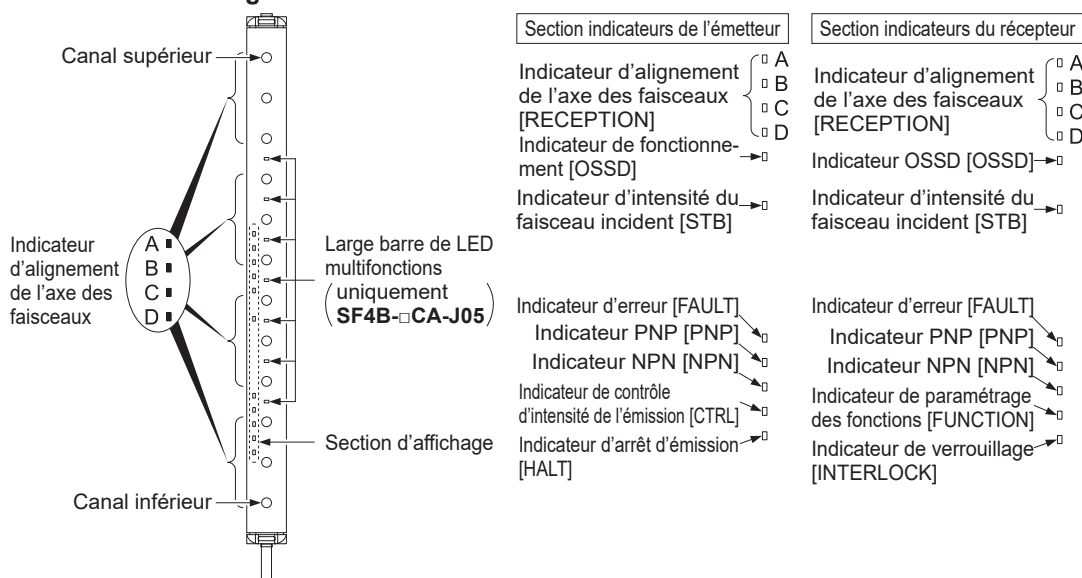 Canal supérieur
Indicateur
d'alignement
de l'axe des
faisceaux
A
B
C
D
Large barre de LED
multifonctions
(uniquement
SF4B-□CA-J05)
Section d'affichage
Canal inférieur
Section indicateurs de l'émetteur
Indicateur d'alignement
de l'axe des faisceaux
[RECEPTION]
A
B
C
D
Indicateur de fonctionne-
ment [OSSD]
Indicateur d'intensité du
faisceau incident [STB]
Indicateur d'erreur [FAULT]
Indicateur PNP [PNP]
Indicateur NPN [NPN]
Indicateur de contrôle
d'intensité de l'émission [CTRL]
Indicateur d'arrêt d'émission
[HALT]
Section indicateurs du récepteur
Indicateur d'alignement
de l'axe des faisceaux
[RECEPTION]
A
B
C
D
Indicateur OSSD [OSSD]
Indicateur d'intensité du
faisceau incident [STB]
Indicateur d'erreur [FAULT]
Indicateur PNP [PNP]
Indicateur NPN [NPN]
Indicateur de paramétrage
des fonctions [FUNCTION]
Indicateur de verrouillage
[INTERLOCK]